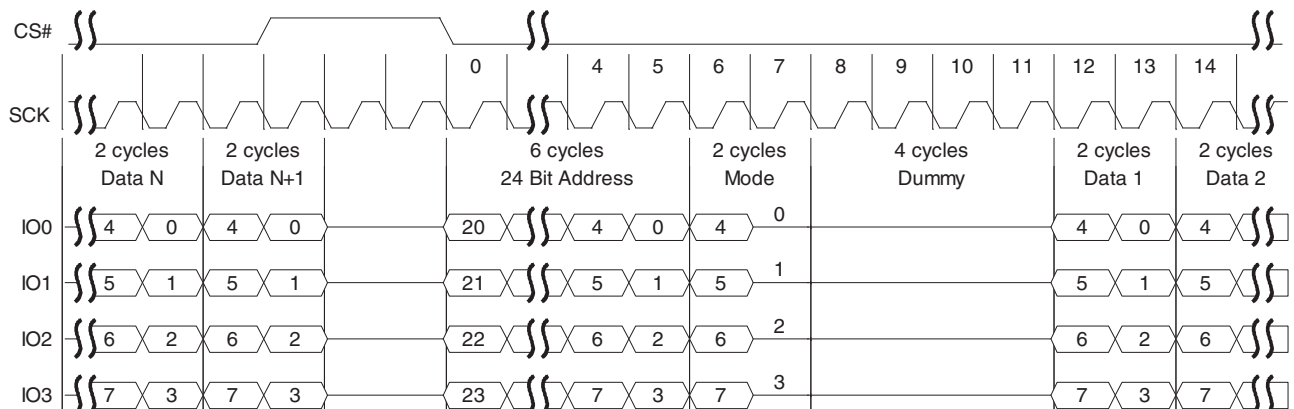 CS#
0 4 5 6 7 8 9 10 11 12 13 14
SCK
2 cycles 2 cycles 6 cycles 2 cycles 4 cycles 2 cycles 2 cycles
Data N Data N+1 24 Bit Address Mode Dummy Data 1 Data 2
IO0 4 0 4 0 20 4 0 4 0 4 0 4
IO1 5 1 5 1 21 5 1 5 1 5 1 5
IO2 6 2 6 2 22 6 2 6 2 6 2 6
IO3 7 3 7 3 23 7 3 7 3 7 3 7